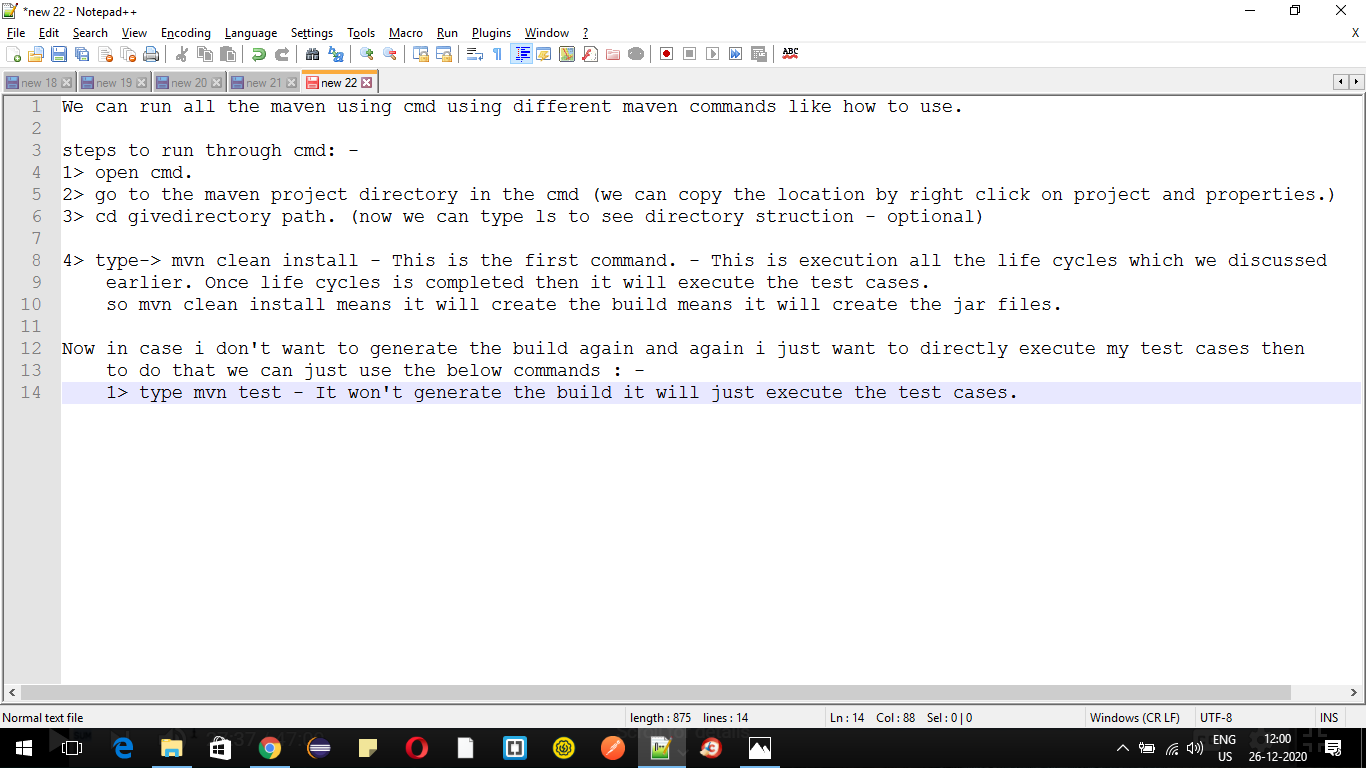 *new 22 - Notepad++
File Edit Search View Encoding Language Settings Tools Macro Run Plugins Window ? X
ABC
new 18 new 19 new 20 new 21 new 22
1 We can run all the maven using cmd using different maven commands like how to use.
2
3 steps to run through cmd: -
4 1> open cmd.
5 2> go to the maven project directory in the cmd (we can copy the location by right click on project and properties.)
6 3> cd givedirectory path. (now we can type ls to see directory struction - optional)
7
8 4> type-> mvn clean install - This is the first command. - This is execution all the life cycles which we discussed
9 earlier. Once life cycles is completed then it will execute the test cases.
10 so mvn clean install means it will create the build means it will create the jar files.
11
12 Now in case i don't want to generate the build again and again i just want to directly execute my test cases then
13 to do that we can just use the below commands : -
14 1> type mvn test - It won't generate the build it will just execute the test cases.
Normal text file length : 875 lines : 14 Ln : 14 Col : 88 Sel : 0 | 0 Windows (CR LF) UTF-8 INS
ENG 12:00
US 26-12-2020